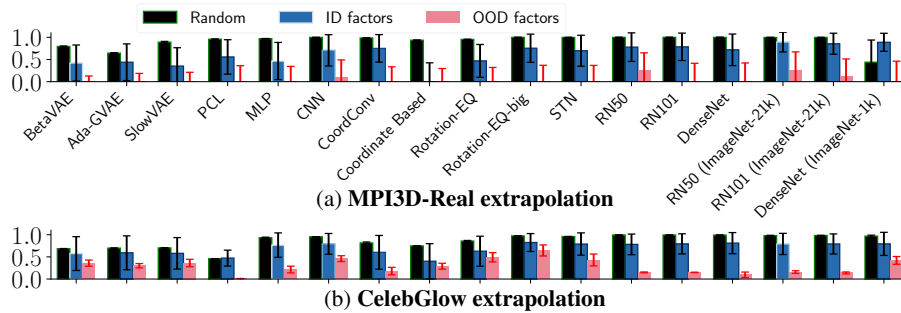 Random ID factors OOD factors
1.0
0.5
0.0
BetaVAE Ada-GVAE SlowVAE PCL MLP CNN CoordConv Coordinate Based Rotation-EQ Rotation-EQ-big STN RN50 RN101 DenseNet RN50 (ImageNet-21k) RN101 (ImageNet-21k) DenseNet (ImageNet-1k)
(a) MPI3D-Real extrapolation
1.0
0.5
0.0
(b) CelebGlow extrapolation